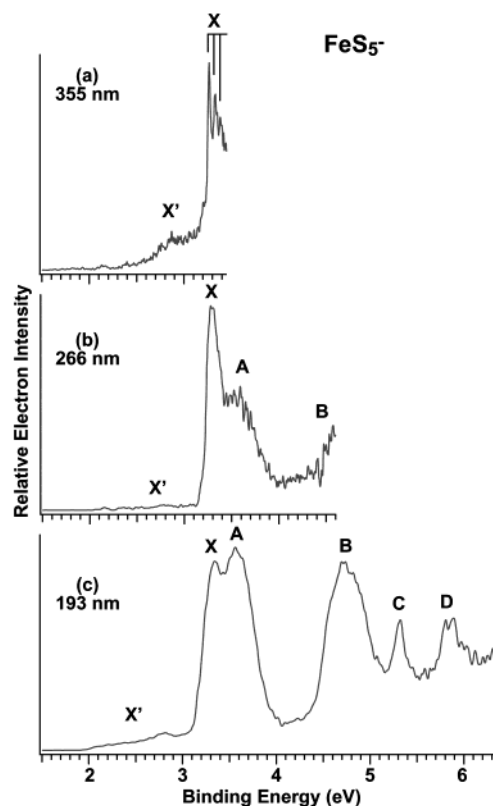 X
FeS₅⁻
(a)
355 nm
X'
X
(b)
266 nm
A
B
X'
Relative Electron Intensity
(c)
193 nm
X
A
B
C
D
X'
2 3 4 5 6
Binding Energy (eV)